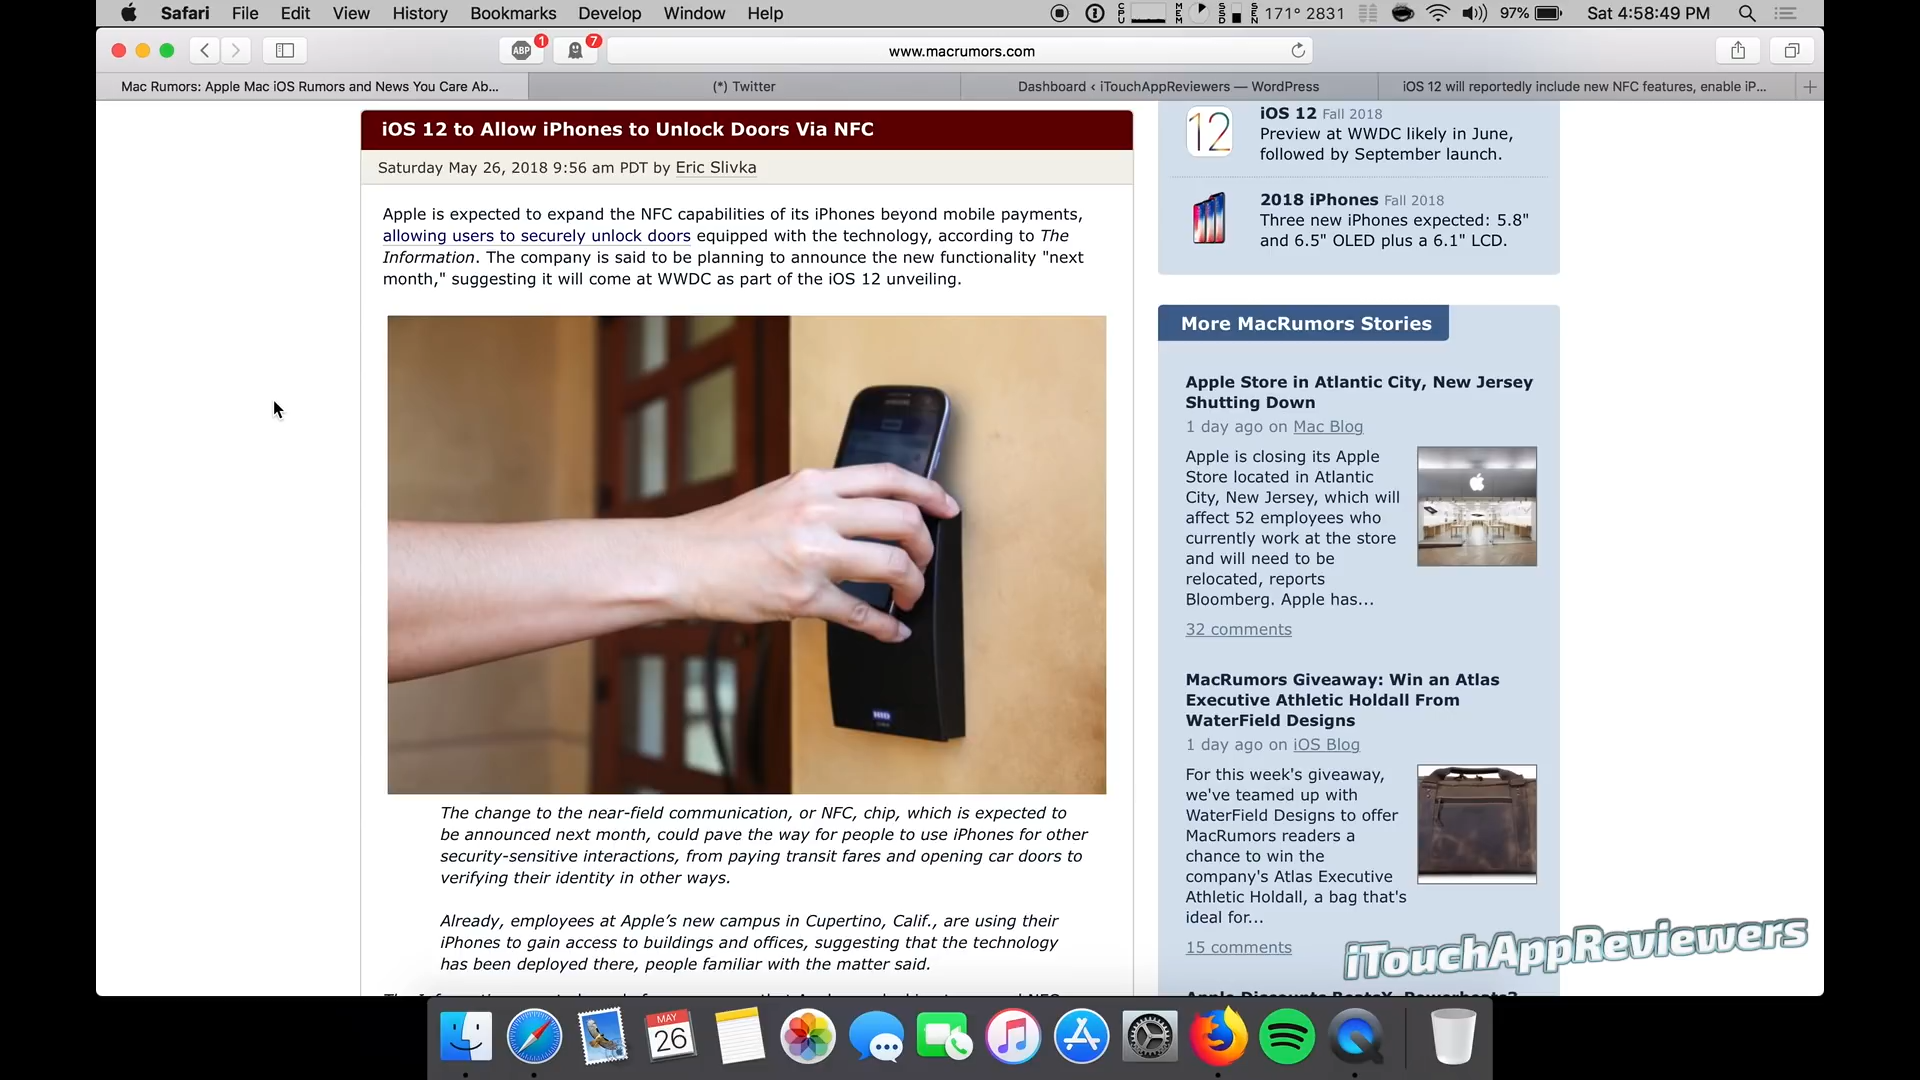 Safari File Edit View History Bookmarks Develop Window Help
CPU MEM SSD SEN 171° 2831 97% Sat 4:58:49 PM
ABP 1 7 www.macrumors.com
Mac Rumors: Apple Mac iOS Rumors and News You Care Ab...
(*) Twitter
Dashboard ‹ iTouchAppReviewers — WordPress
iOS 12 will reportedly include new NFC features, enable iP...
iOS 12 to Allow iPhones to Unlock Doors Via NFC
Saturday May 26, 2018 9:56 am PDT by Eric Slivka
Apple is expected to expand the NFC capabilities of its iPhones beyond mobile payments,
allowing users to securely unlock doors equipped with the technology, according to The
Information. The company is said to be planning to announce the new functionality "next
month," suggesting it will come at WWDC as part of the iOS 12 unveiling.
SAMSUNG
HID
The change to the near-field communication, or NFC, chip, which is expected to
be announced next month, could pave the way for people to use iPhones for other
security-sensitive interactions, from paying transit fares and opening car doors to
verifying their identity in other ways.
Already, employees at Apple's new campus in Cupertino, Calif., are using their
iPhones to gain access to buildings and offices, suggesting that the technology
has been deployed there, people familiar with the matter said.
12
iOS 12 Fall 2018
Preview at WWDC likely in June,
followed by September launch.
2018 iPhones Fall 2018
Three new iPhones expected: 5.8"
and 6.5" OLED plus a 6.1" LCD.
More MacRumors Stories
Apple Store in Atlantic City, New Jersey
Shutting Down
1 day ago on Mac Blog
Apple is closing its Apple
Store located in Atlantic
City, New Jersey, which will
affect 52 employees who
currently work at the store
and will need to be
relocated, reports
Bloomberg. Apple has...
32 comments
MacRumors Giveaway: Win an Atlas
Executive Athletic Holdall From
WaterField Designs
1 day ago on iOS Blog
For this week's giveaway,
we've teamed up with
WaterField Designs to offer
MacRumors readers a
chance to win the
company's Atlas Executive
Athletic Holdall, a bag that's
ideal for...
15 comments
iTouchAppReviewers
MAY
26